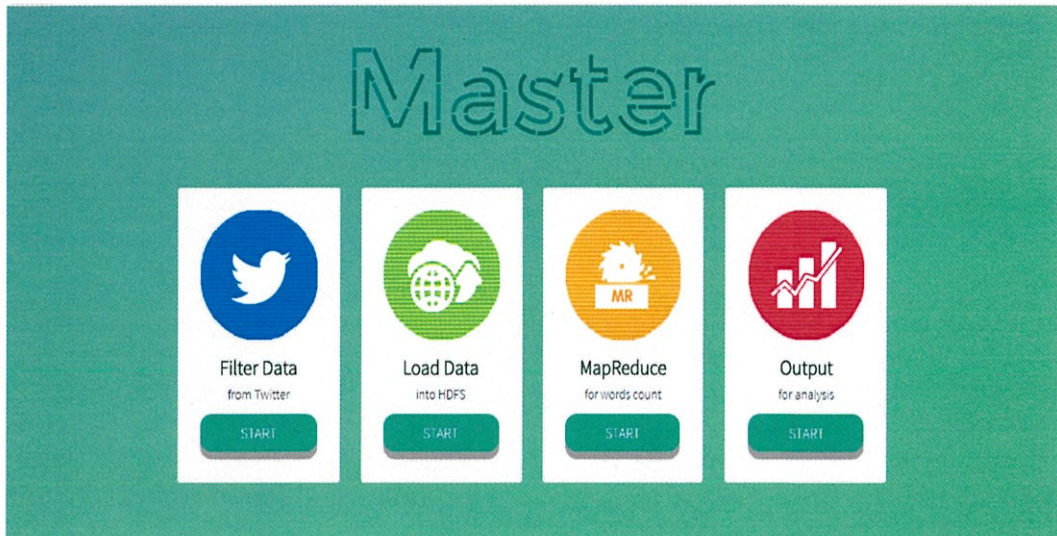 Master
MR
Filter Data
from Twitter
START
Load Data
into HDFS
START
MapReduce
for words count
START
Output
for analysis
START